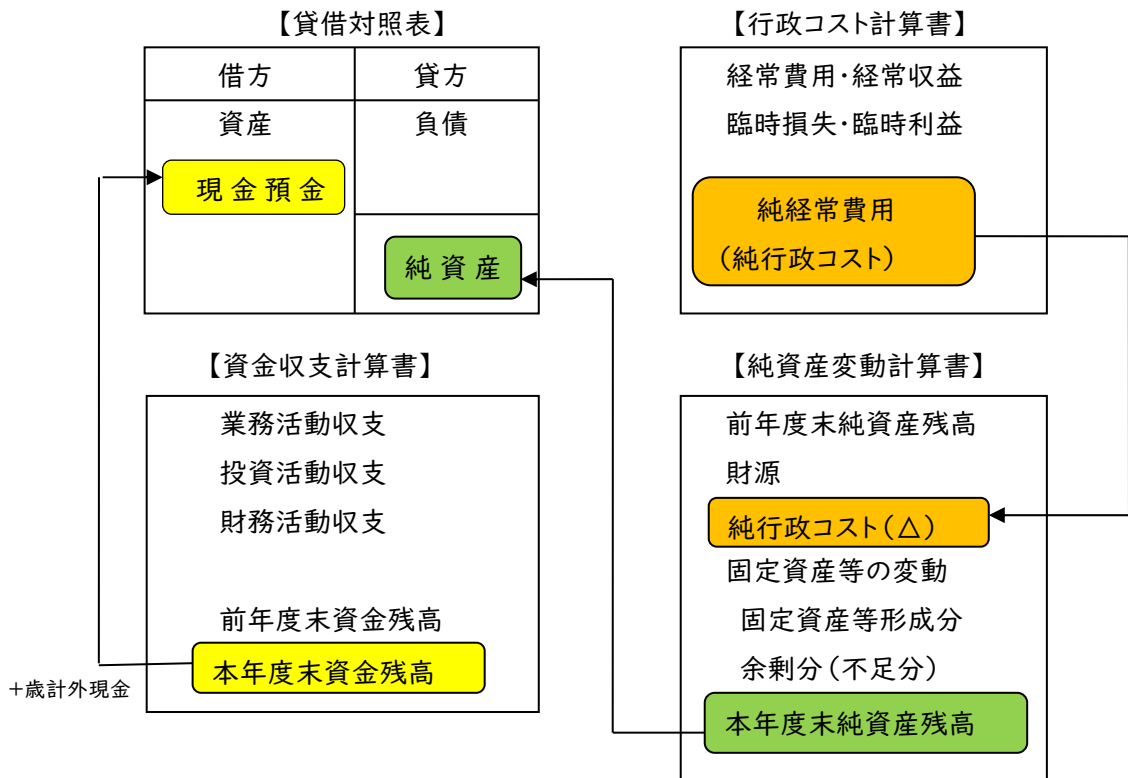 【貸借対照表】
借方
貸方
資産
負債
現金預金
純資産
【行政コスト計算書】
経常費用・経常収益
臨時損失・臨時利益
純経常費用
(純行政コスト)
【資金収支計算書】
業務活動収支
投資活動収支
財務活動収支
前年度末資金残高
本年度末資金残高
+歳計外現金
【純資産変動計算書】
前年度末純資産残高
財源
純行政コスト(△)
固定資産等の変動
固定資産等形成分
余剰分(不足分)
本年度末純資産残高